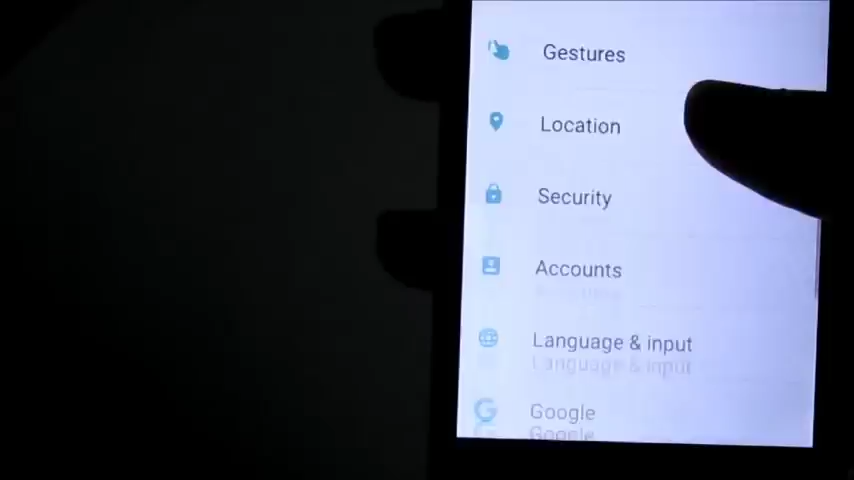 Gestures
Location
Security
Accounts
Language & input
Google